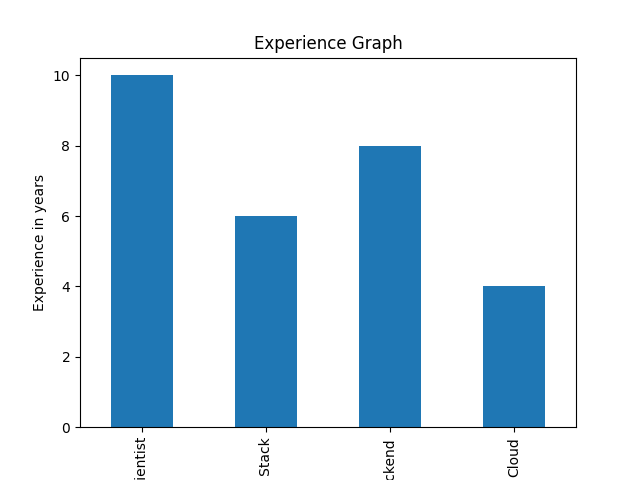 Experience Graph
Experience in years
10
8
6
4
2
0
ientist
Stack
ckend
Cloud